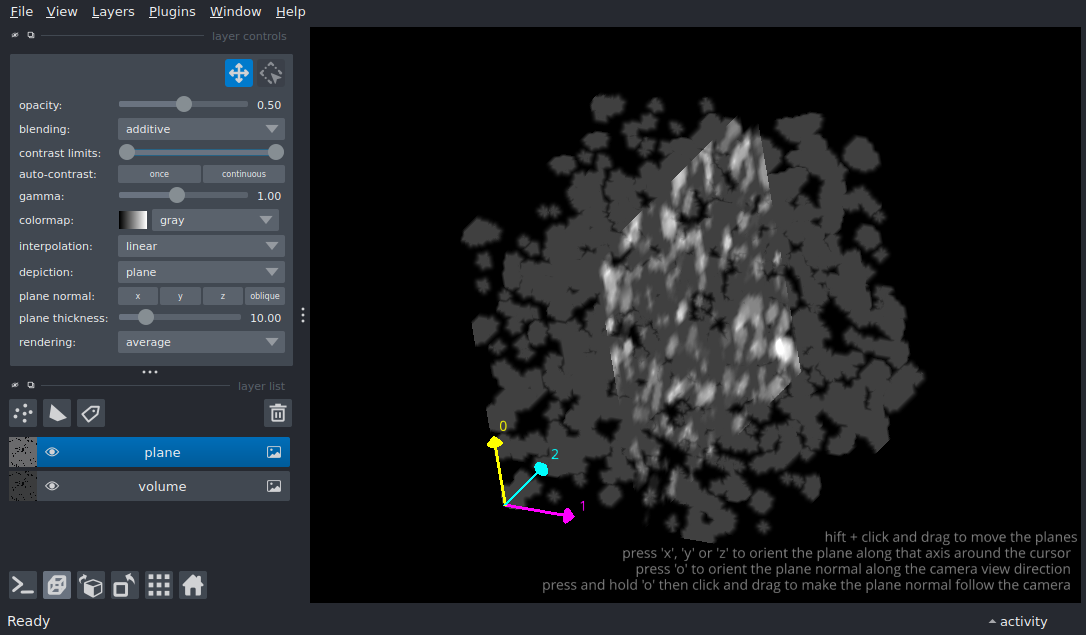 File View Layers Plugins Window Help
layer controls
opacity: 0.50
blending: additive
contrast limits:
auto-contrast: once continuous
gamma: 1.00
colormap: gray
interpolation: linear
depiction: plane
plane normal: x y z oblique
plane thickness: 10.00
rendering: average
layer list
plane
volume
0
2
1
hift + click and drag to move the planes
press 'x', 'y' or 'z' to orient the plane along that axis around the cursor
press 'o' to orient the plane normal along the camera view direction
press and hold 'o' then click and drag to make the plane normal follow the camera
Ready
activity